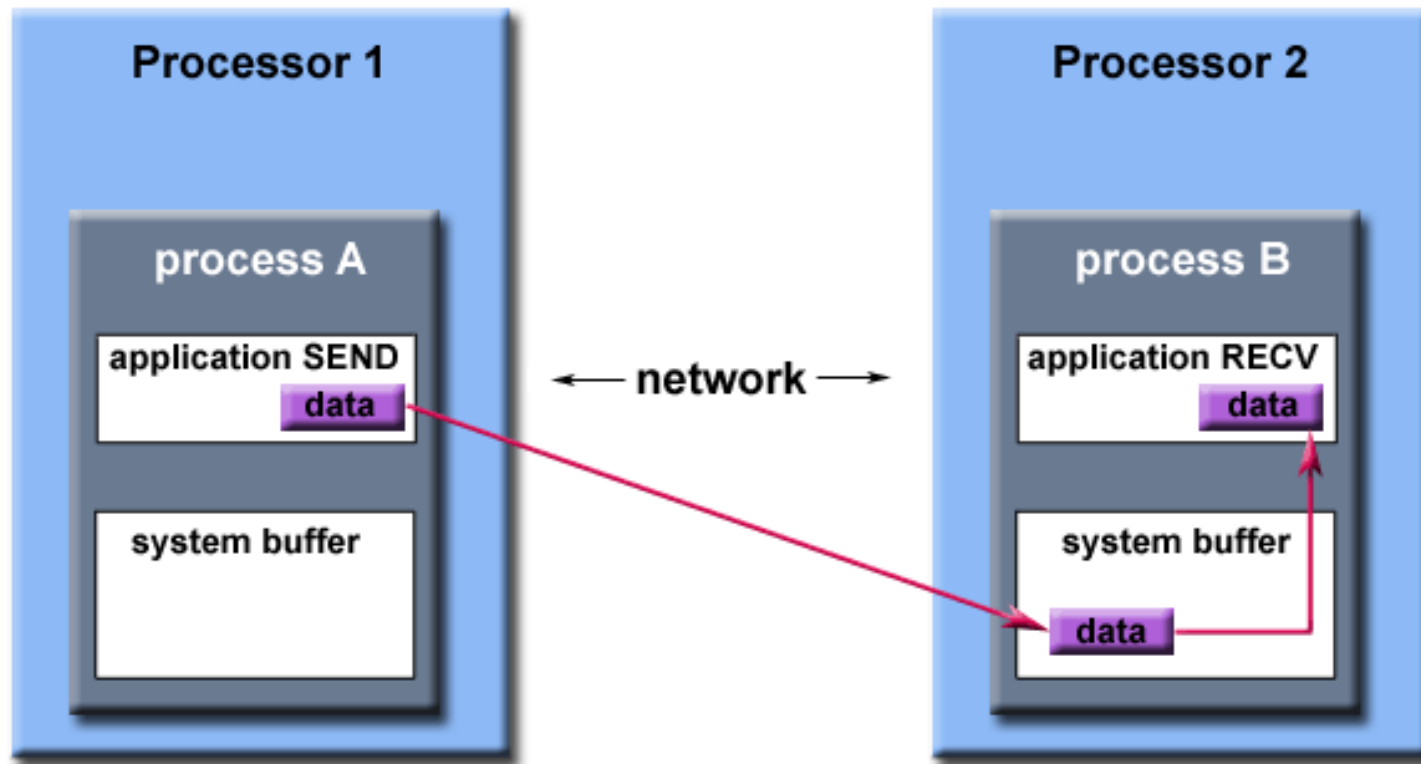 Processor 1
process A
application SEND
data
system buffer
network
Processor 2
process B
application RECV
data
system buffer
data